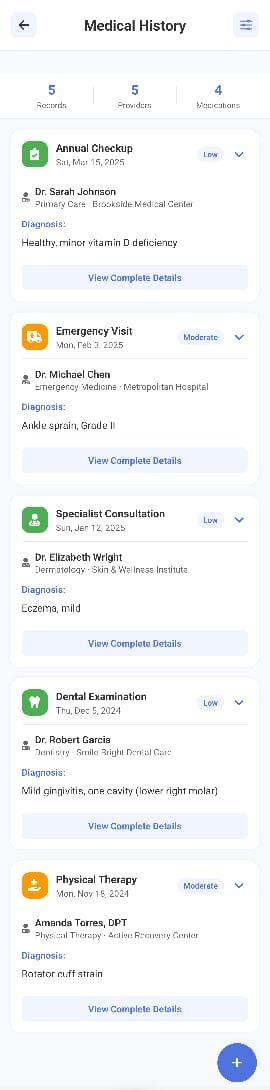 Medical History
5
Records
5
Providers
4
Medications
Annual Checkup
Sat, Mar 15, 2025
Low
Dr. Sarah Johnson
Primary Care · Brookside Medical Center
Diagnosis:
Healthy, minor vitamin D deficiency
View Complete Details
Emergency Visit
Mon, Feb 3, 2025
Moderate
Dr. Michael Chen
Emergency Medicine · Metropolitan Hospital
Diagnosis:
Ankle sprain, Grade II
View Complete Details
Specialist Consultation
Sun, Jan 12, 2025
Low
Dr. Elizabeth Wright
Dermatology · Skin & Wellness Institute
Diagnosis:
Eczema, mild
View Complete Details
Dental Examination
Thu, Dec 5, 2024
Low
Dr. Robert Garcia
Dentistry · Smile Bright Dental Care
Diagnosis:
Mild gingivitis, one cavity (lower right molar)
View Complete Details
Physical Therapy
Mon, Nov 18, 2024
Moderate
Amanda Torres, DPT
Physical Therapy · Active Recovery Center
Diagnosis:
Rotator cuff strain
View Complete Details